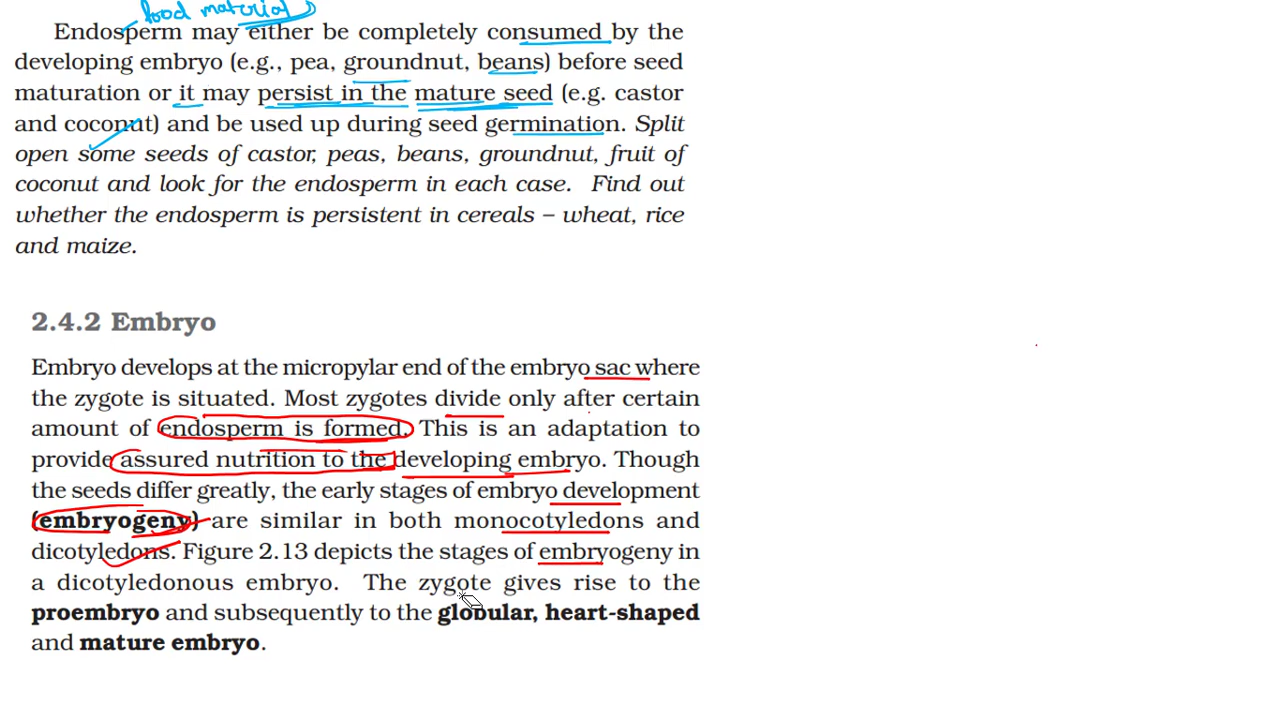 food material
Endosperm may either be completely consumed by the
developing embryo (e.g., pea, groundnut, beans) before seed
maturation or it may persist in the mature seed (e.g. castor
and coconut) and be used up during seed germination. Split
open some seeds of castor, peas, beans, groundnut, fruit of
coconut and look for the endosperm in each case. Find out
whether the endosperm is persistent in cereals – wheat, rice
and maize.
2.4.2 Embryo
Embryo develops at the micropylar end of the embryo sac where
the zygote is situated. Most zygotes divide only after certain
amount of endosperm is formed. This is an adaptation to
provide assured nutrition to the developing embryo. Though
the seeds differ greatly, the early stages of embryo development
(embryogeny) are similar in both monocotyledons and
dicotyledons. Figure 2.13 depicts the stages of embryogeny in
a dicotyledonous embryo. The zygote gives rise to the
proembryo and subsequently to the globular, heart-shaped
and mature embryo.